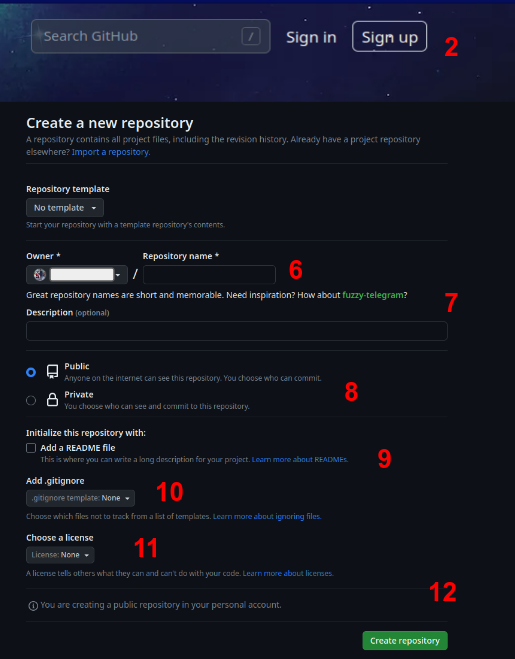 Search GitHub / Sign in Sign up 2
Create a new repository
A repository contains all project files, including the revision history. Already have a project repository
elsewhere? Import a repository.
Repository template
No template
Start your repository with a template repository's contents.
Owner * Repository name *
/ 6
Great repository names are short and memorable. Need inspiration? How about fuzzy-telegram? 7
Description (optional)
Public
Anyone on the internet can see this repository. You choose who can commit.
8
Private
You choose who can see and commit to this repository.
Initialize this repository with:
Add a README file
This is where you can write a long description for your project. Learn more about READMEs. 9
Add .gitignore
.gitignore template: None 10
Choose which files not to track from a list of templates. Learn more about ignoring files.
Choose a license
License: None 11
A license tells others what they can and can't do with your code. Learn more about licenses.
12
You are creating a public repository in your personal account.
Create repository